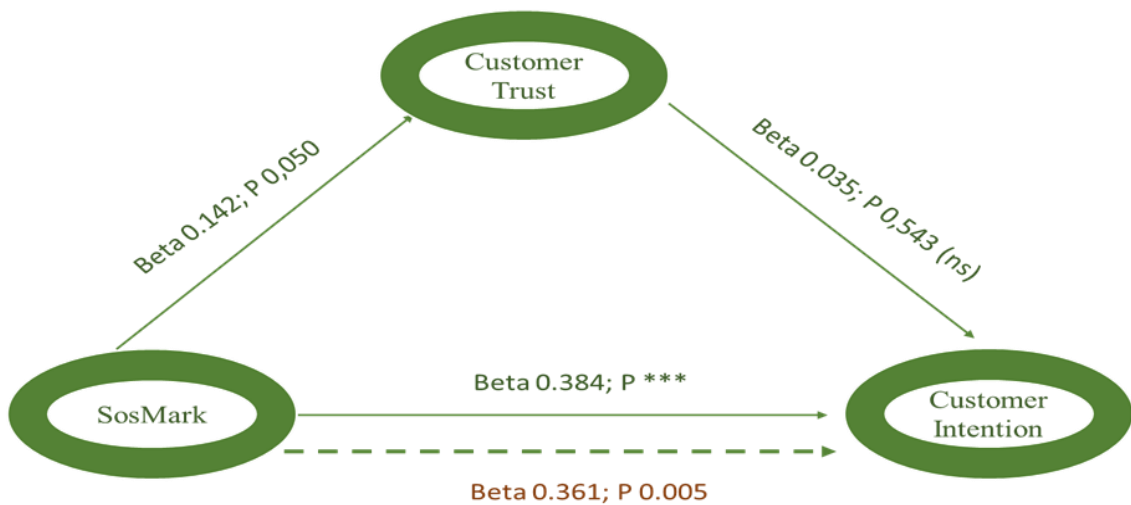 Customer
Trust
Beta 0.142; P 0,050
Beta 0.035; P 0,543 (ns)
SosMark
Beta 0.384; P ***
Customer
Intention
Beta 0.361; P 0.005